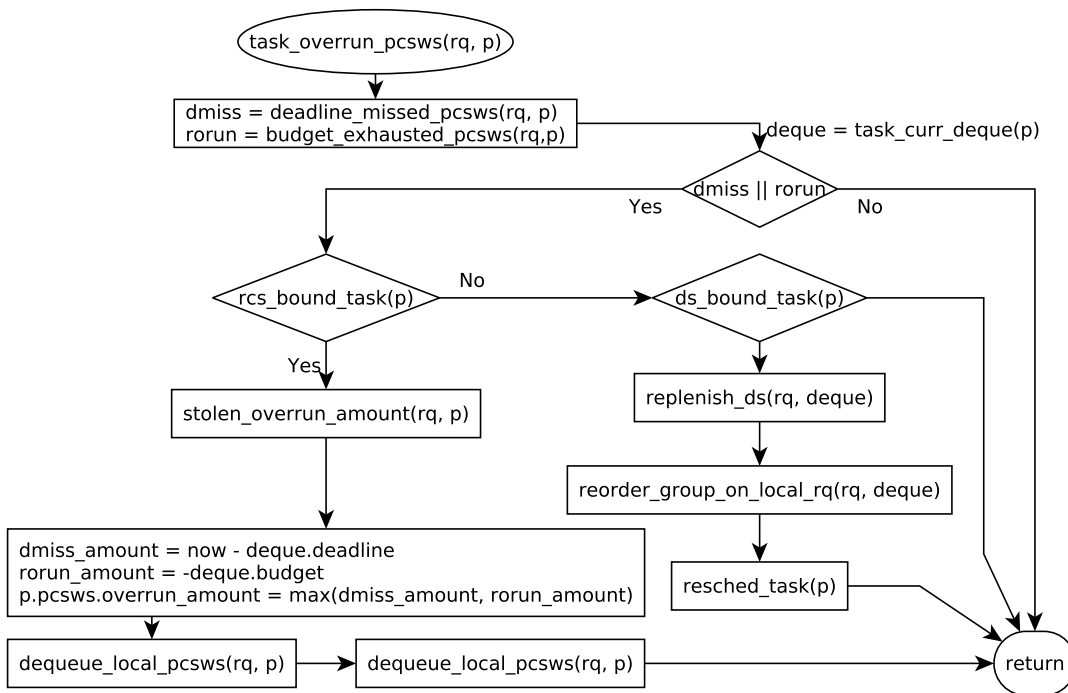 task_overrun_pcsws(rq, p)
dmiss = deadline_missed_pcsws(rq, p)
rorun = budget_exhausted_pcsws(rq,p)
deque = task_curr_deque(p)
dmiss || rorun
Yes
No
rcs_bound_task(p)
No
ds_bound_task(p)
Yes
stolen_overrun_amount(rq, p)
replenish_ds(rq, deque)
reorder_group_on_local_rq(rq, deque)
dmiss_amount = now - deque.deadline
rorun_amount = -deque.budget
p.pcsws.overrun_amount = max(dmiss_amount, rorun_amount)
resched_task(p)
dequeue_local_pcsws(rq, p)
dequeue_local_pcsws(rq, p)
return